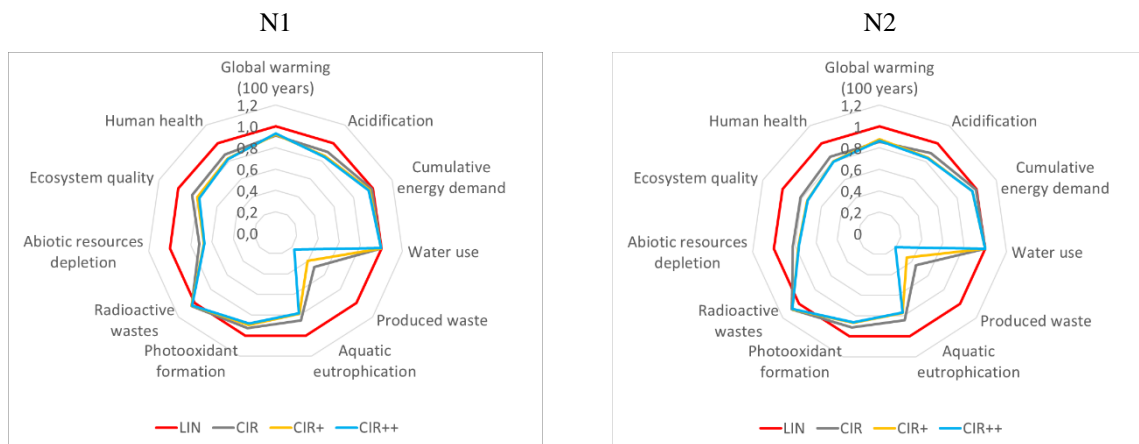 N1
N2
Global warming
(100 years)
1,2
1,0
0,8
0,6
0,4
0,2
0,0
Acidification
Cumulative
energy demand
Water use
Produced waste
Aquatic
eutrophication
Photooxidant
formation
Radioactive
wastes
Abiotic resources
depletion
Ecosystem quality
Human health
LIN CIR CIR+ CIR++
Global warming
(100 years)
1,2
1
0,8
0,6
0,4
0,2
0
Acidification
Cumulative
energy demand
Water use
Produced waste
Aquatic
eutrophication
Photooxidant
formation
Radioactive
wastes
Abiotic resources
depletion
Ecosystem quality
Human health
LIN CIR CIR+ CIR++